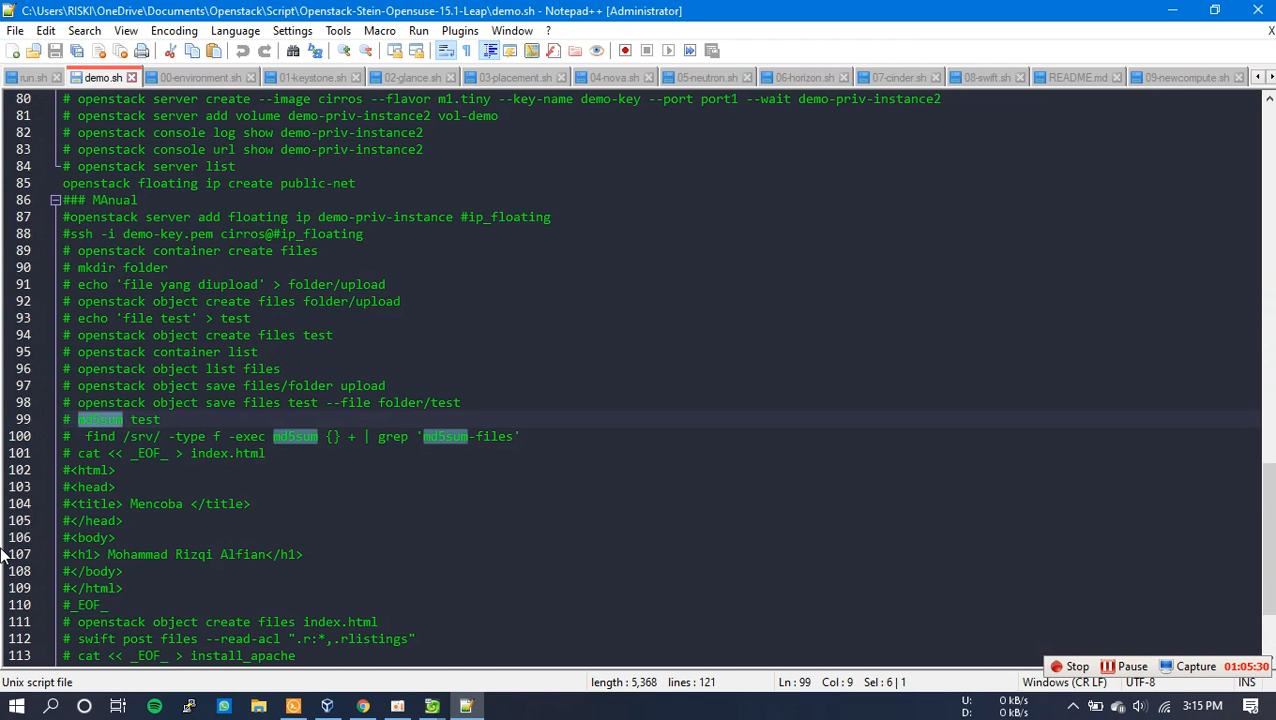 C:\Users\RISKI\OneDrive\Documents\Openstack\Script\Openstack-Stein-Opensuse-15.1-Leap\demo.sh - Notepad++ [Administrator]
File Edit Search View Encoding Language Settings Tools Macro Run Plugins Window ? X
run.sh demo.sh 00-environment.sh 01-keystone.sh 02-glance.sh 03-placement.sh 04-nova.sh 05-neutron.sh 06-horizon.sh 07-cinder.sh 08-swift.sh README.md 09-newcompute.sh
80 # openstack server create --image cirros --flavor m1.tiny --key-name demo-key --port port1 --wait demo-priv-instance2
81 # openstack server add volume demo-priv-instance2 vol-demo
82 # openstack console log show demo-priv-instance2
83 # openstack console url show demo-priv-instance2
84 # openstack server list
85 openstack floating ip create public-net
86 ### MAnual
87 #openstack server add floating ip demo-priv-instance #ip_floating
88 #ssh -i demo-key.pem cirros@#ip_floating
89 # openstack container create files
90 # mkdir folder
91 # echo 'file yang diupload' > folder/upload
92 # openstack object create files folder/upload
93 # echo 'file test' > test
94 # openstack object create files test
95 # openstack container list
96 # openstack object list files
97 # openstack object save files/folder upload
98 # openstack object save files test --file folder/test
99 # md5sum test
100 #  find /srv/ -type f -exec md5sum {} + | grep 'md5sum-files'
101 # cat << _EOF_ > index.html
102 #<html>
103 #<head>
104 #<title> Mencoba </title>
105 #</head>
106 #<body>
107 #<h1> Mohammad Rizqi Alfian</h1>
108 #</body>
109 #</html>
110 #_EOF_
111 # openstack object create files index.html
112 # swift post files --read-acl ".r:*,.rlistings"
113 # cat << _EOF_ > install_apache
Stop Pause Capture 01:05:30
Unix script file length : 5,368 lines : 121 Ln : 99 Col : 9 Sel : 6 | 1 Windows (CR LF) UTF-8 INS
U: 0 kB/s
D: 0 kB/s
3:15 PM